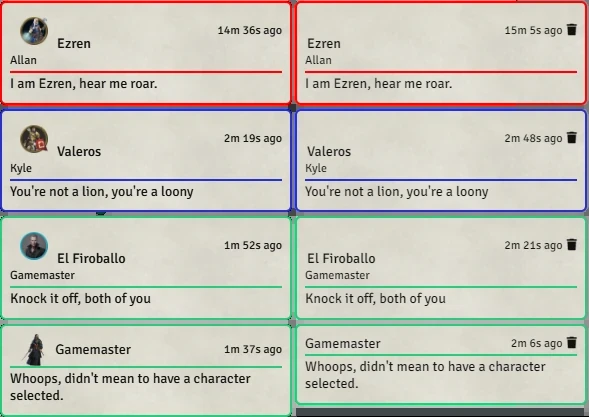 Ezren 14m 36s ago
Allan
I am Ezren, hear me roar.
Valeros 2m 19s ago
Kyle
You're not a lion, you're a loony
El Firoballo 1m 52s ago
Gamemaster
Knock it off, both of you
Gamemaster 1m 37s ago
Whoops, didn't mean to have a character
selected.
Ezren 15m 5s ago
Allan
I am Ezren, hear me roar.
Valeros 2m 48s ago
Kyle
You're not a lion, you're a loony
El Firoballo 2m 21s ago
Gamemaster
Knock it off, both of you
Gamemaster 2m 6s ago
Whoops, didn't mean to have a character
selected.